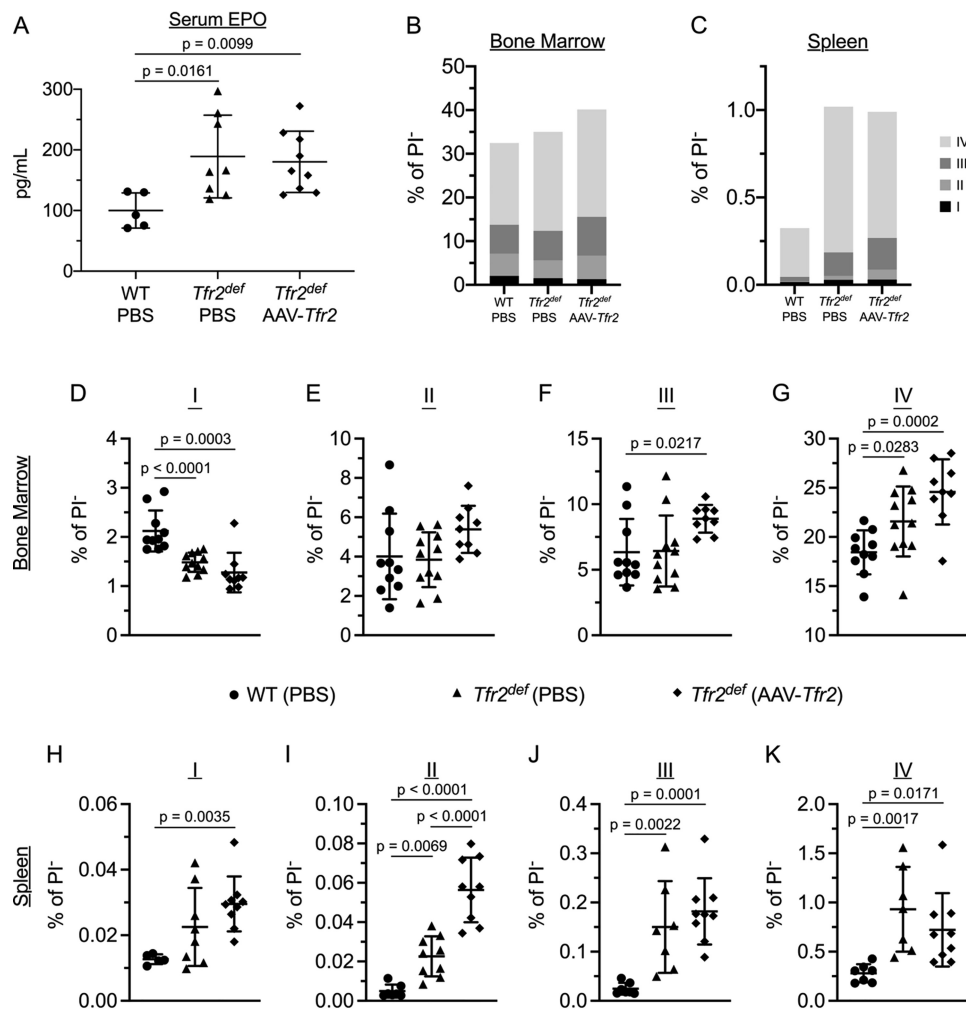 A
Serum EPO
p = 0.0099
p = 0.0161
300
200
100
0
pg/mL
WT
PBS
Tfr2def
PBS
Tfr2def
AAV-Tfr2
B
Bone Marrow
50
40
30
20
10
0
% of PI-
WT
PBS
Tfr2def
PBS
Tfr2def
AAV-Tfr2
C
Spleen
1.0
0.5
0.0
% of PI-
WT
PBS
Tfr2def
PBS
Tfr2def
AAV-Tfr2
IV
III
II
I
Bone Marrow
D
I
p = 0.0003
p < 0.0001
4
3
2
1
0
% of PI-
E
II
10
8
6
4
2
0
% of PI-
F
III
p = 0.0217
15
10
5
0
% of PI-
G
IV
p = 0.0002
p = 0.0283
30
25
20
15
10
% of PI-
WT (PBS)
Tfr2def (PBS)
Tfr2def (AAV-Tfr2)
Spleen
H
I
p = 0.0035
0.06
0.04
0.02
0.00
% of PI-
I
II
p < 0.0001
p < 0.0001
p = 0.0069
0.10
0.08
0.06
0.04
0.02
0.00
% of PI-
J
III
p = 0.0001
p = 0.0022
0.4
0.3
0.2
0.1
0.0
% of PI-
K
IV
p = 0.0171
p = 0.0017
2.0
1.5
1.0
0.5
0.0
% of PI-